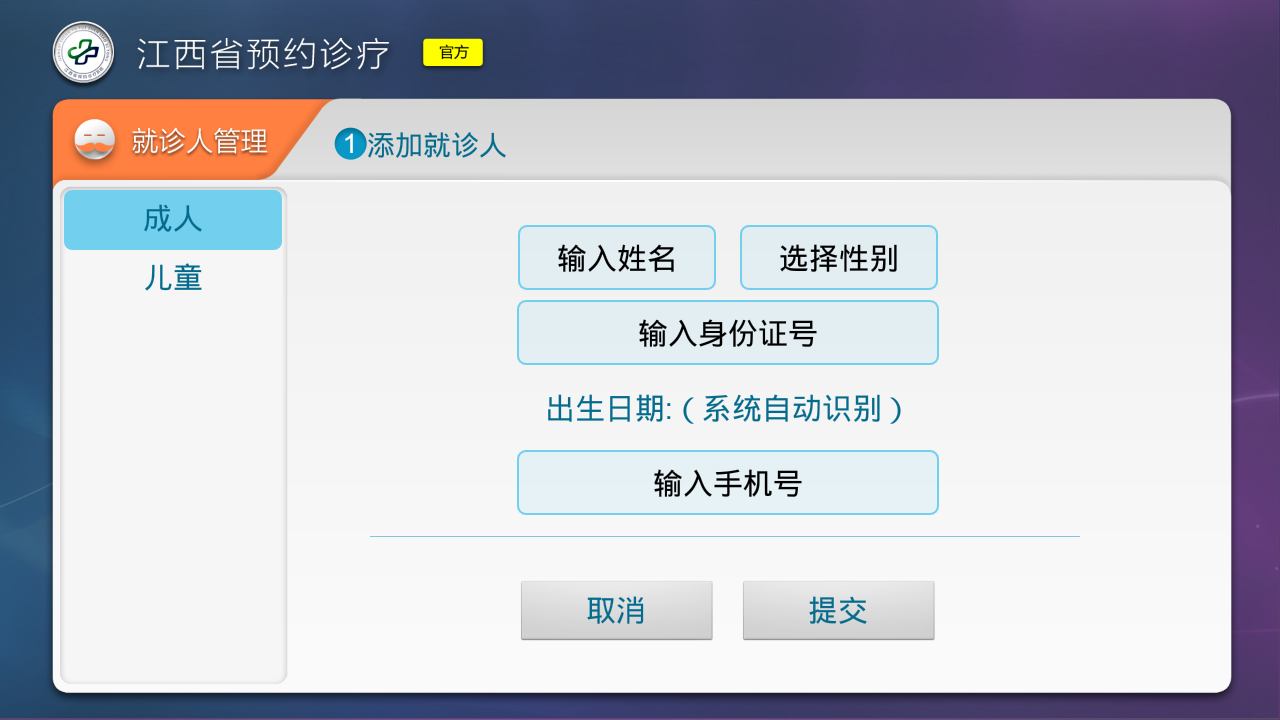 江西省预约诊疗 官方
就诊人管理
1添加就诊人
成人
儿童
输入姓名 选择性别
输入身份证号
出生日期:（系统自动识别）
输入手机号
取消 提交